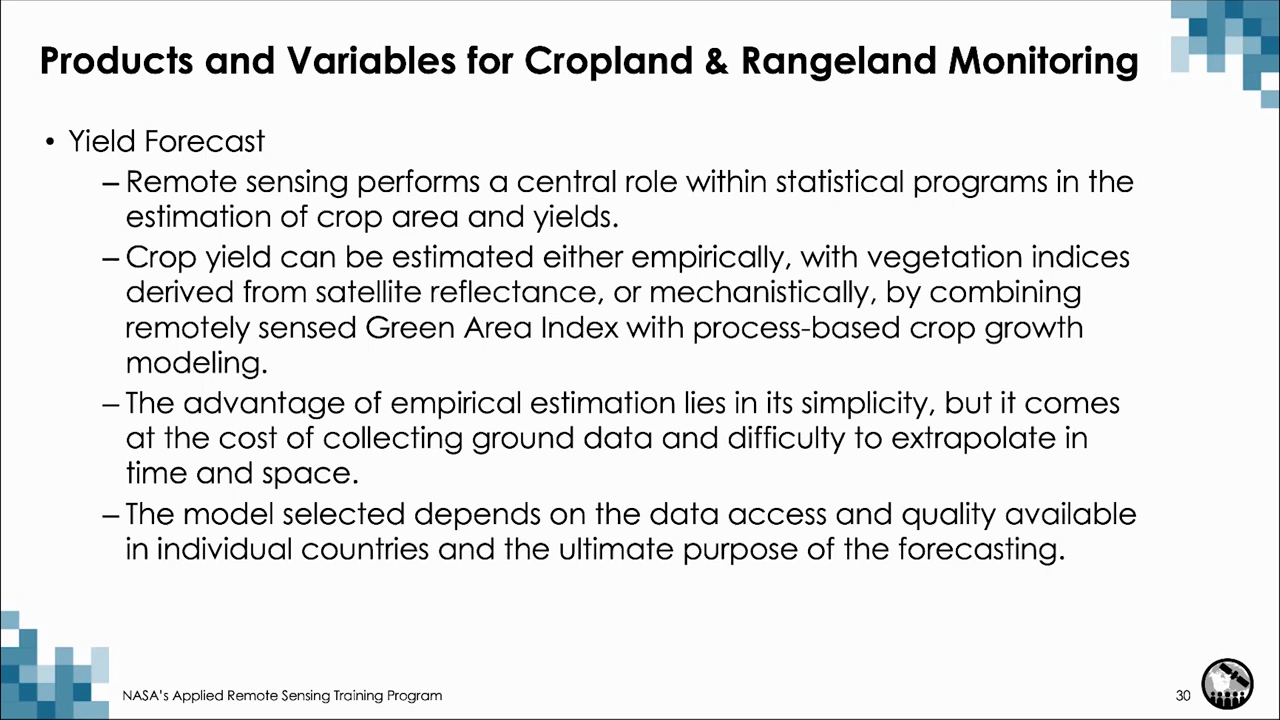 Products and Variables for Cropland & Rangeland Monitoring
• Yield Forecast
– Remote sensing performs a central role within statistical programs in the
estimation of crop area and yields.
– Crop yield can be estimated either empirically, with vegetation indices
derived from satellite reflectance, or mechanistically, by combining
remotely sensed Green Area Index with process-based crop growth
modeling.
– The advantage of empirical estimation lies in its simplicity, but it comes
at the cost of collecting ground data and difficulty to extrapolate in
time and space.
– The model selected depends on the data access and quality available
in individual countries and the ultimate purpose of the forecasting.
NASA's Applied Remote Sensing Training Program
30